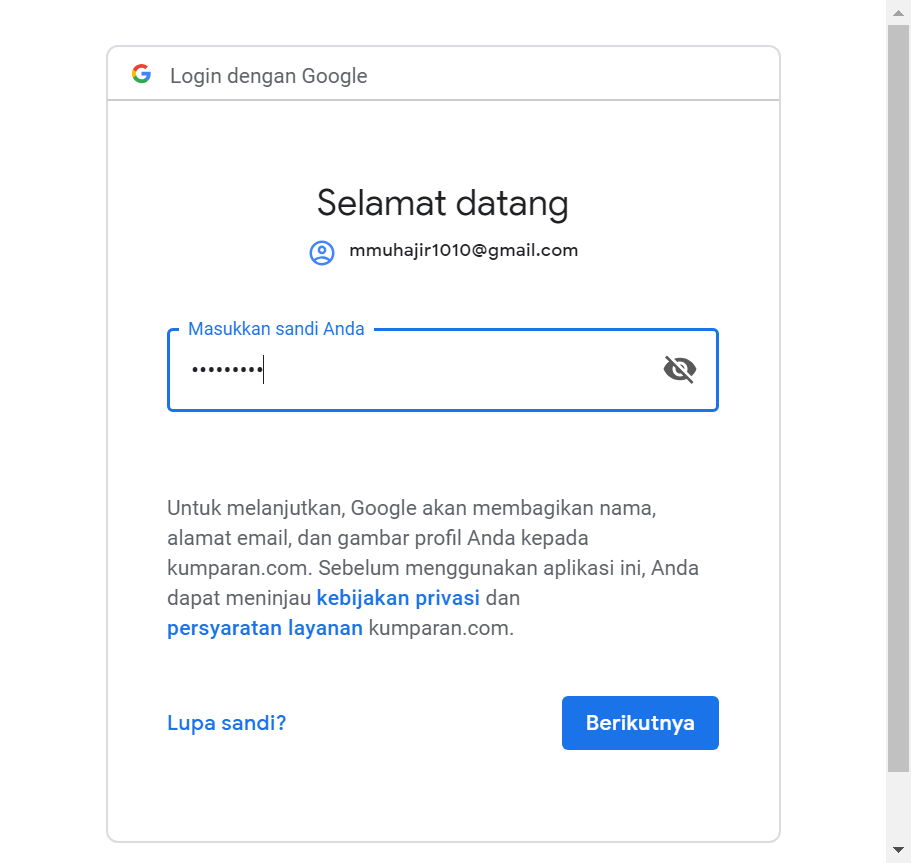 Login dengan Google
Selamat datang
mmuhajir1010@gmail.com
Masukkan sandi Anda
•••••••••
Untuk melanjutkan, Google akan membagikan nama,
alamat email, dan gambar profil Anda kepada
kumparan.com. Sebelum menggunakan aplikasi ini, Anda
dapat meninjau kebijakan privasi dan
persyaratan layanan kumparan.com.
Lupa sandi?
Berikutnya